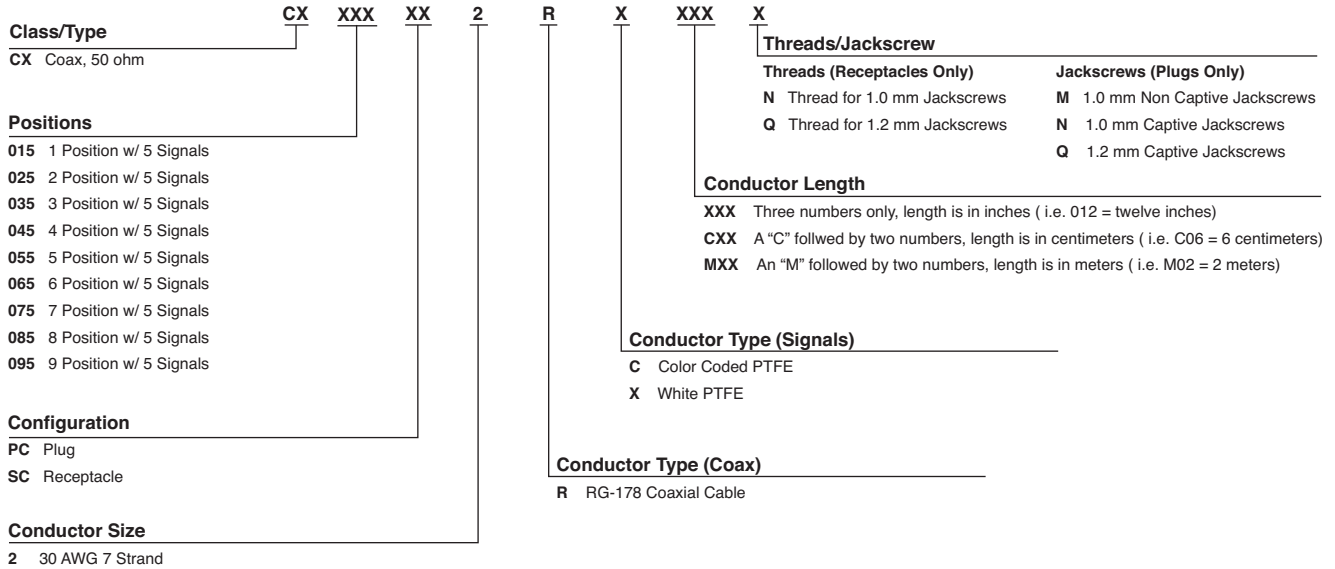 CX XXX XX 2 R X XXX X
Class/Type
CX Coax, 50 ohm
Positions
015 1 Position w/ 5 Signals
025 2 Position w/ 5 Signals
035 3 Position w/ 5 Signals
045 4 Position w/ 5 Signals
055 5 Position w/ 5 Signals
065 6 Position w/ 5 Signals
075 7 Position w/ 5 Signals
085 8 Position w/ 5 Signals
095 9 Position w/ 5 Signals
Configuration
PC Plug
SC Receptacle
Conductor Size
2 30 AWG 7 Strand
Threads/Jackscrew
Threads (Receptacles Only)
N Thread for 1.0 mm Jackscrews
Q Thread for 1.2 mm Jackscrews
Jackscrews (Plugs Only)
M 1.0 mm Non Captive Jackscrews
N 1.0 mm Captive Jackscrews
Q 1.2 mm Captive Jackscrews
Conductor Length
XXX Three numbers only, length is in inches ( i.e. 012 = twelve inches)
CXX A “C” follwed by two numbers, length is in centimeters ( i.e. C06 = 6 centimeters)
MXX An “M” followed by two numbers, length is in meters ( i.e. M02 = 2 meters)
Conductor Type (Signals)
C Color Coded PTFE
X White PTFE
Conductor Type (Coax)
R RG-178 Coaxial Cable